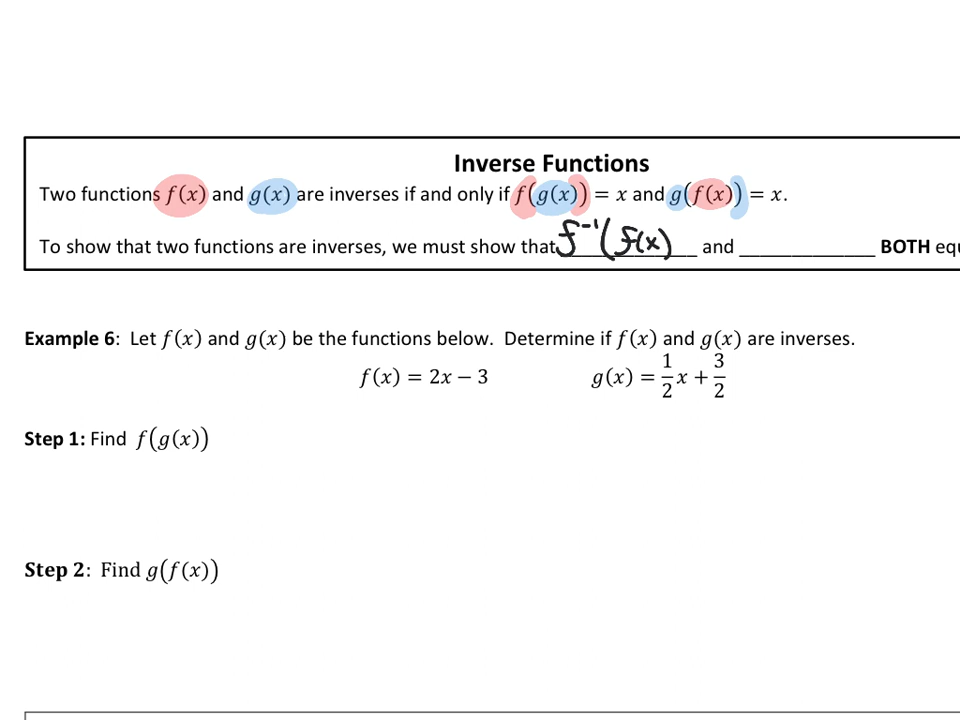 Inverse Functions
Two functions f(x) and g(x) are inverses if and only if f(g(x)) = x and g(f(x)) = x.
To show that two functions are inverses, we must show that f⁻¹(f(x) and ______________ BOTH equ
Example 6: Let f(x) and g(x) be the functions below. Determine if f(x) and g(x) are inverses.
f(x) = 2x − 3 g(x) = 1/2 x + 3/2
Step 1: Find f(g(x))
Step 2: Find g(f(x))